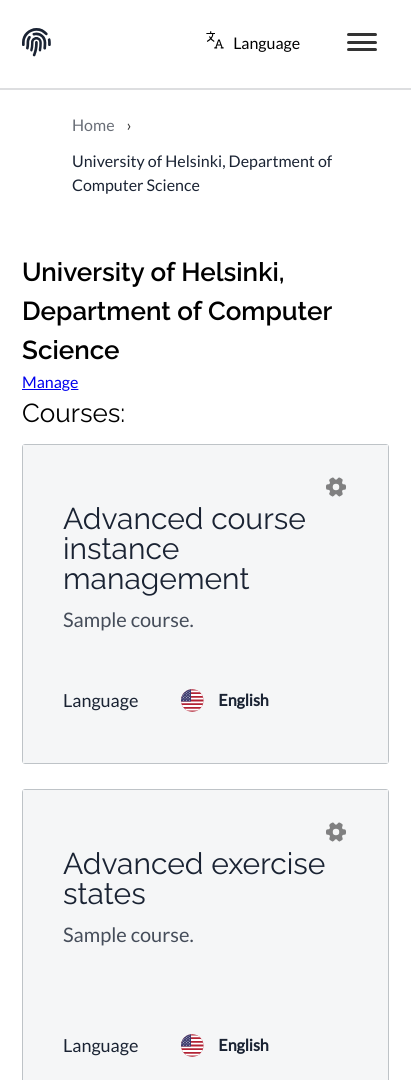 Language
Home ›
University of Helsinki, Department of
Computer Science
University of Helsinki,
Department of Computer
Science
Manage
Courses:
Advanced course
instance
management
Sample course.
Language English
Advanced exercise
states
Sample course.
Language English